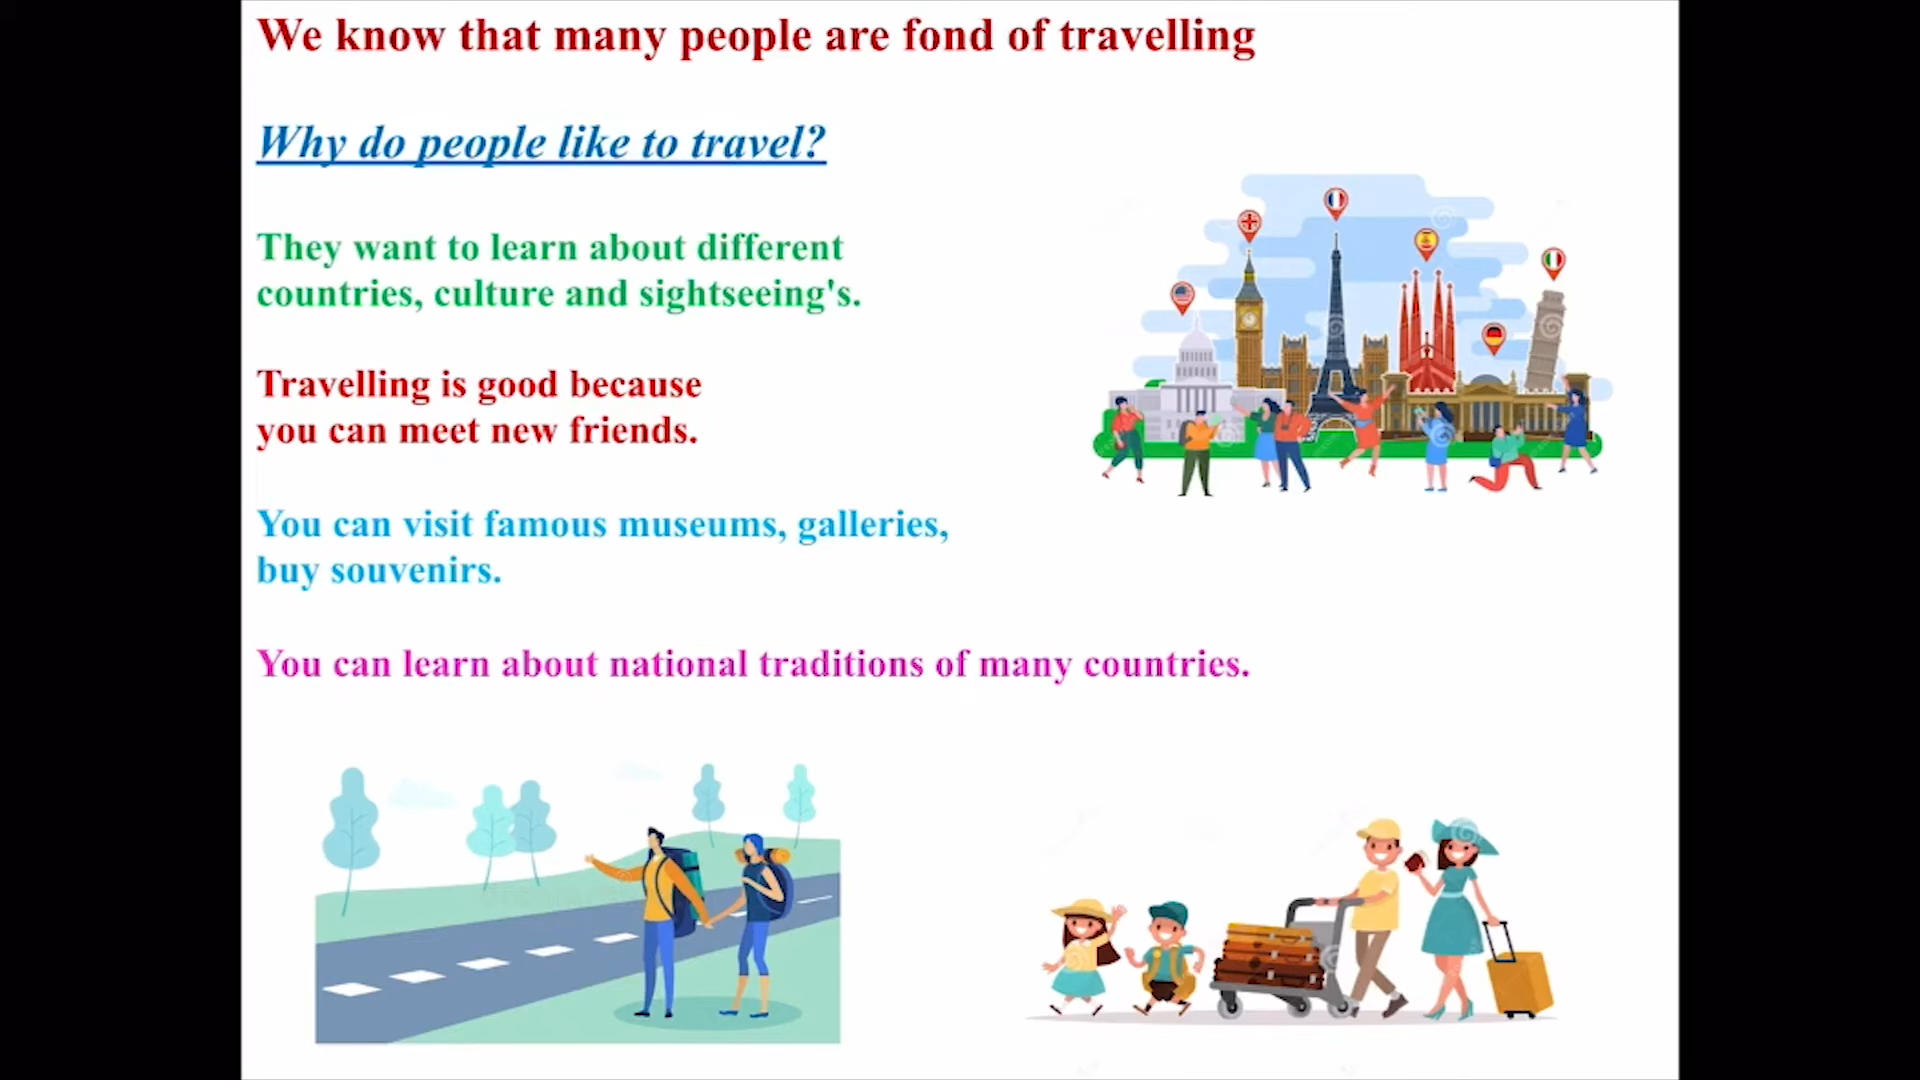 We know that many people are fond of travelling
Why do people like to travel?
They want to learn about different
countries, culture and sightseeing's.
Travelling is good because
you can meet new friends.
You can visit famous museums, galleries,
buy souvenirs.
You can learn about national traditions of many countries.